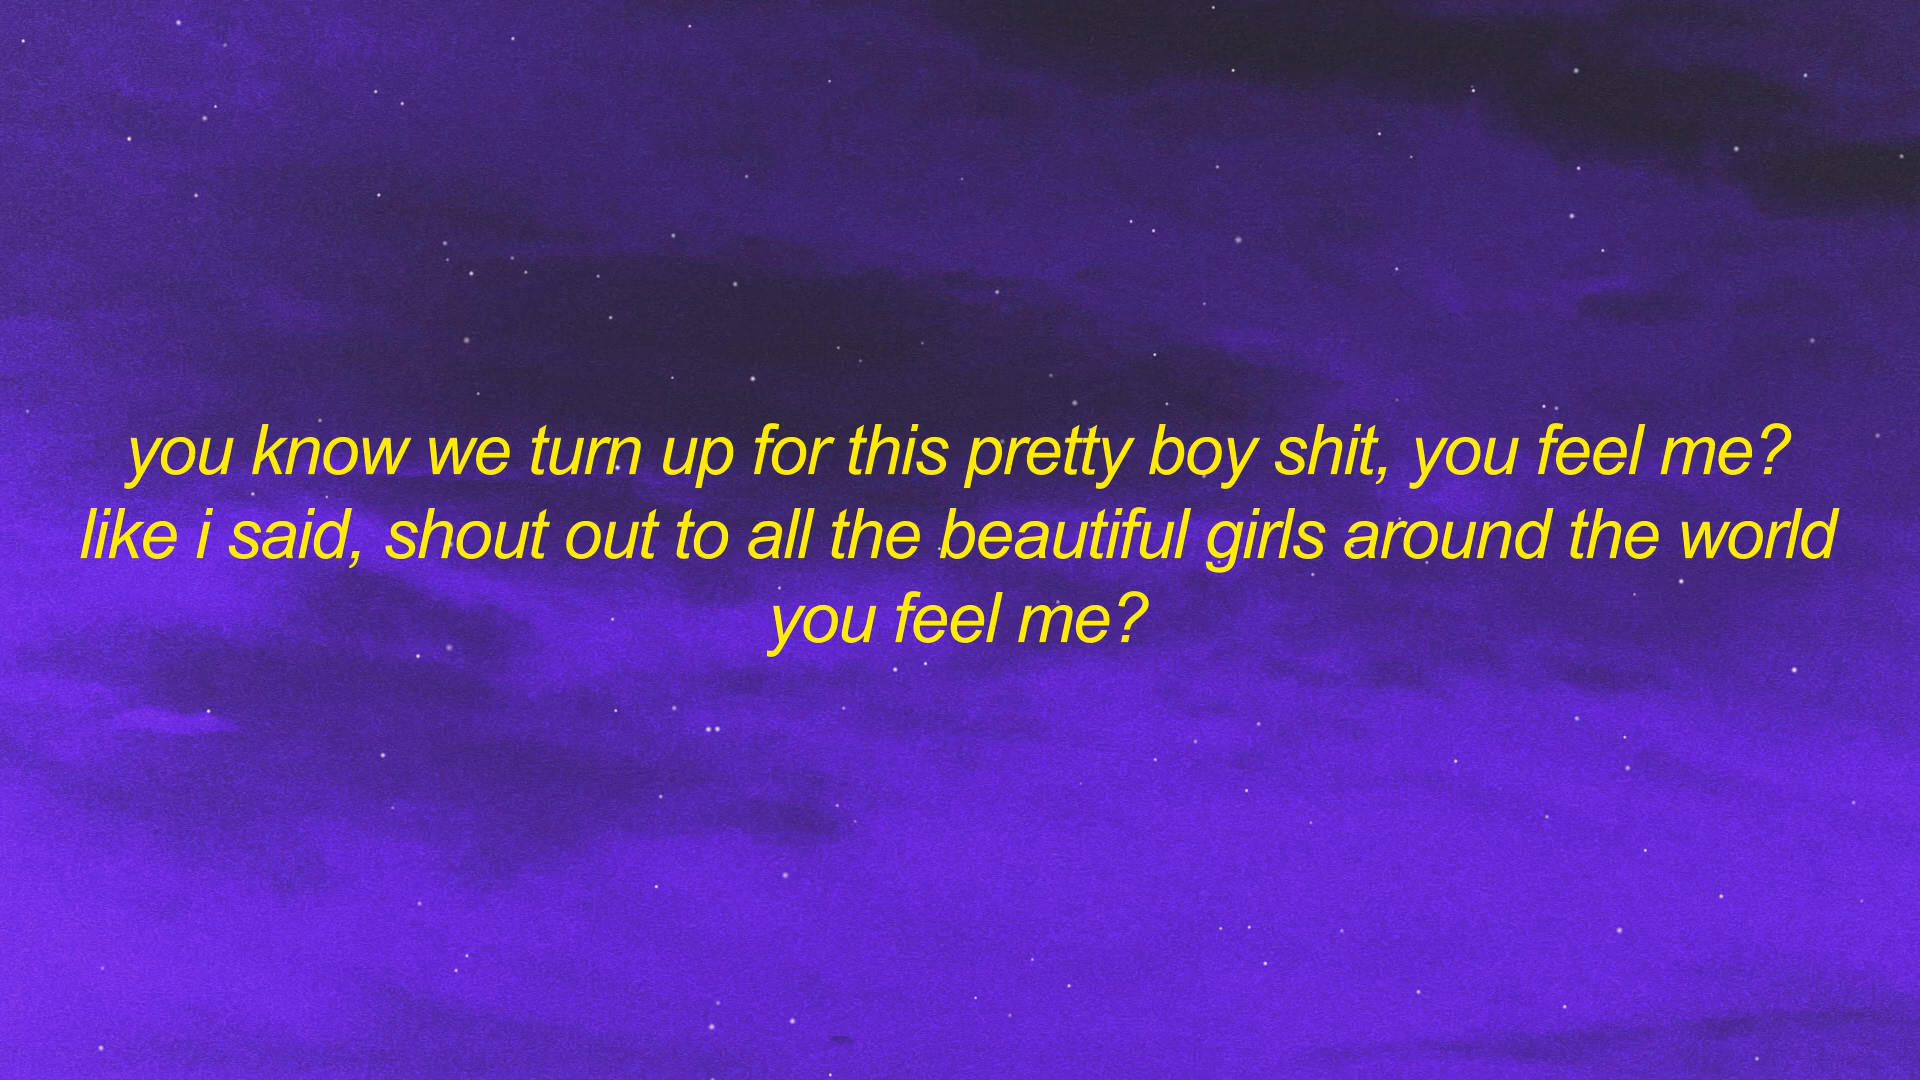 you know we turn up for this pretty boy shit, you feel me?
like i said, shout out to all the beautiful girls around the world
you feel me?